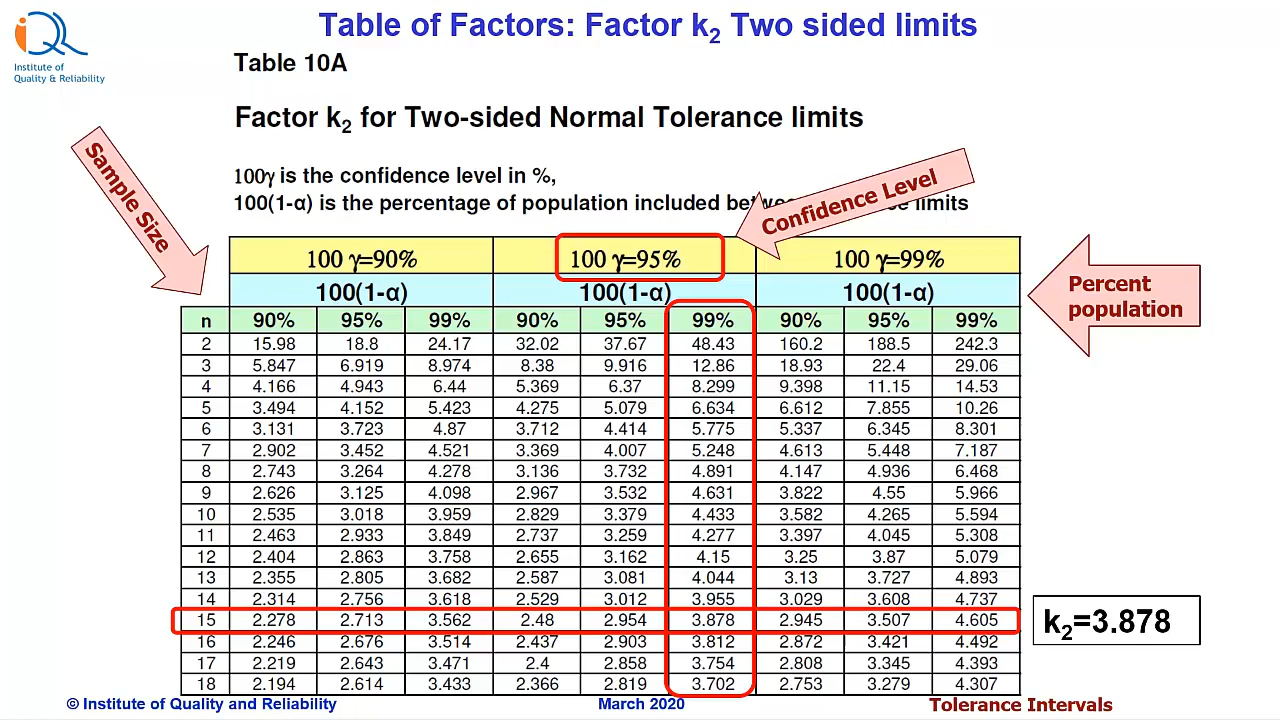 Table of Factors: Factor k2 Two sided limits
iQR
Institute of
Quality & Reliability
Table 10A
Factor k2 for Two-sided Normal Tolerance limits
Sample Size
100γ is the confidence level in %,
100(1-α) is the percentage of population included limits
Confidence Level
100 γ=90% 100 γ=95% 100 γ=99%
100(1-α) 100(1-α) 100(1-α)
Percent
population
n 90% 95% 99% 90% 95% 99% 90% 95% 99%
2 15.98 18.8 24.17 32.02 37.67 48.43 160.2 188.5 242.3
3 5.847 6.919 8.974 8.38 9.916 12.86 18.93 22.4 29.06
4 4.166 4.943 6.44 5.369 6.37 8.299 9.398 11.15 14.53
5 3.494 4.152 5.423 4.275 5.079 6.634 6.612 7.855 10.26
6 3.131 3.723 4.87 3.712 4.414 5.775 5.337 6.345 8.301
7 2.902 3.452 4.521 3.369 4.007 5.248 4.613 5.448 7.187
8 2.743 3.264 4.278 3.136 3.732 4.891 4.147 4.936 6.468
9 2.626 3.125 4.098 2.967 3.532 4.631 3.822 4.55 5.966
10 2.535 3.018 3.959 2.829 3.379 4.433 3.582 4.265 5.594
11 2.463 2.933 3.849 2.737 3.259 4.277 3.397 4.045 5.308
12 2.404 2.863 3.758 2.655 3.162 4.15 3.25 3.87 5.079
13 2.355 2.805 3.682 2.587 3.081 4.044 3.13 3.727 4.893
14 2.314 2.756 3.618 2.529 3.012 3.955 3.029 3.608 4.737
15 2.278 2.713 3.562 2.48 2.954 3.878 2.945 3.507 4.605
k2=3.878
16 2.246 2.676 3.514 2.437 2.903 3.812 2.872 3.421 4.492
17 2.219 2.643 3.471 2.4 2.858 3.754 2.808 3.345 4.393
18 2.194 2.614 3.433 2.366 2.819 3.702 2.753 3.279 4.307
© Institute of Quality and Reliability March 2020 Tolerance Intervals